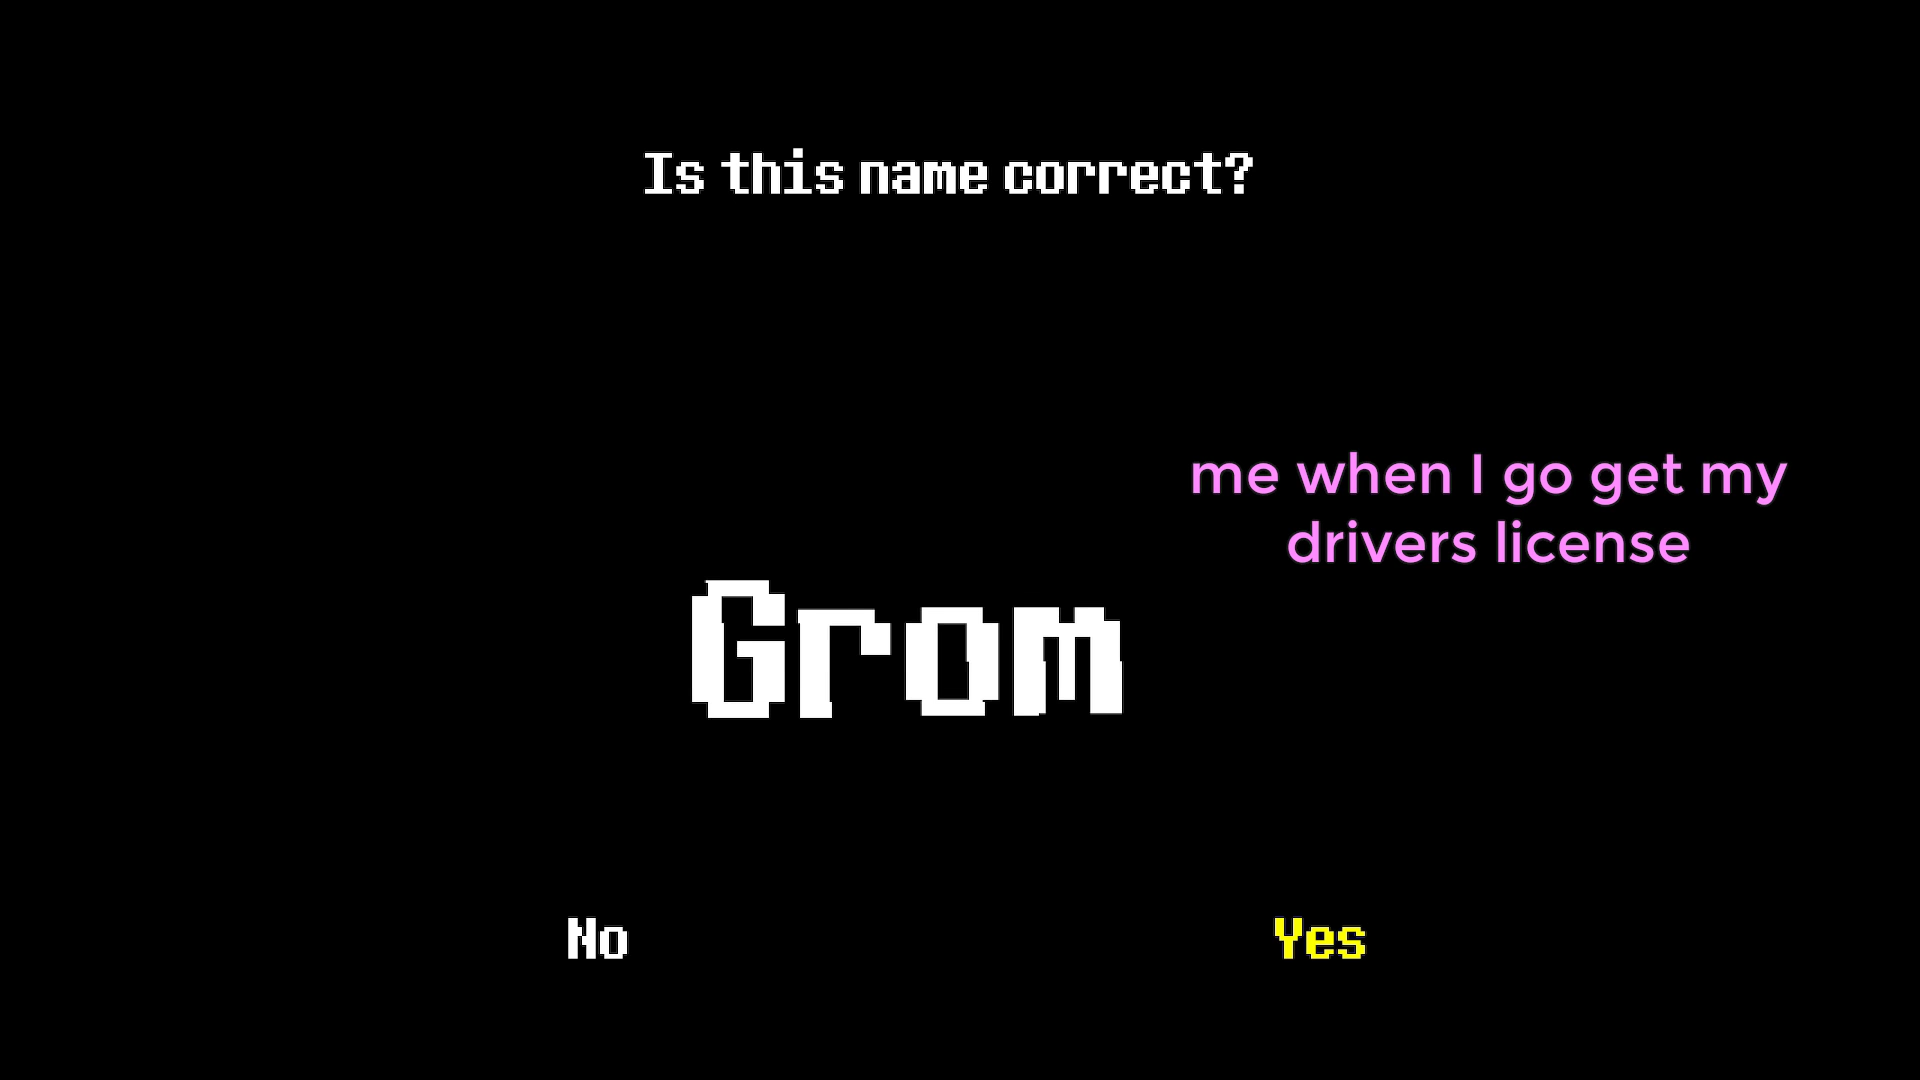 Is this name correct?
me when I go get my
drivers license
Grom
No
Yes